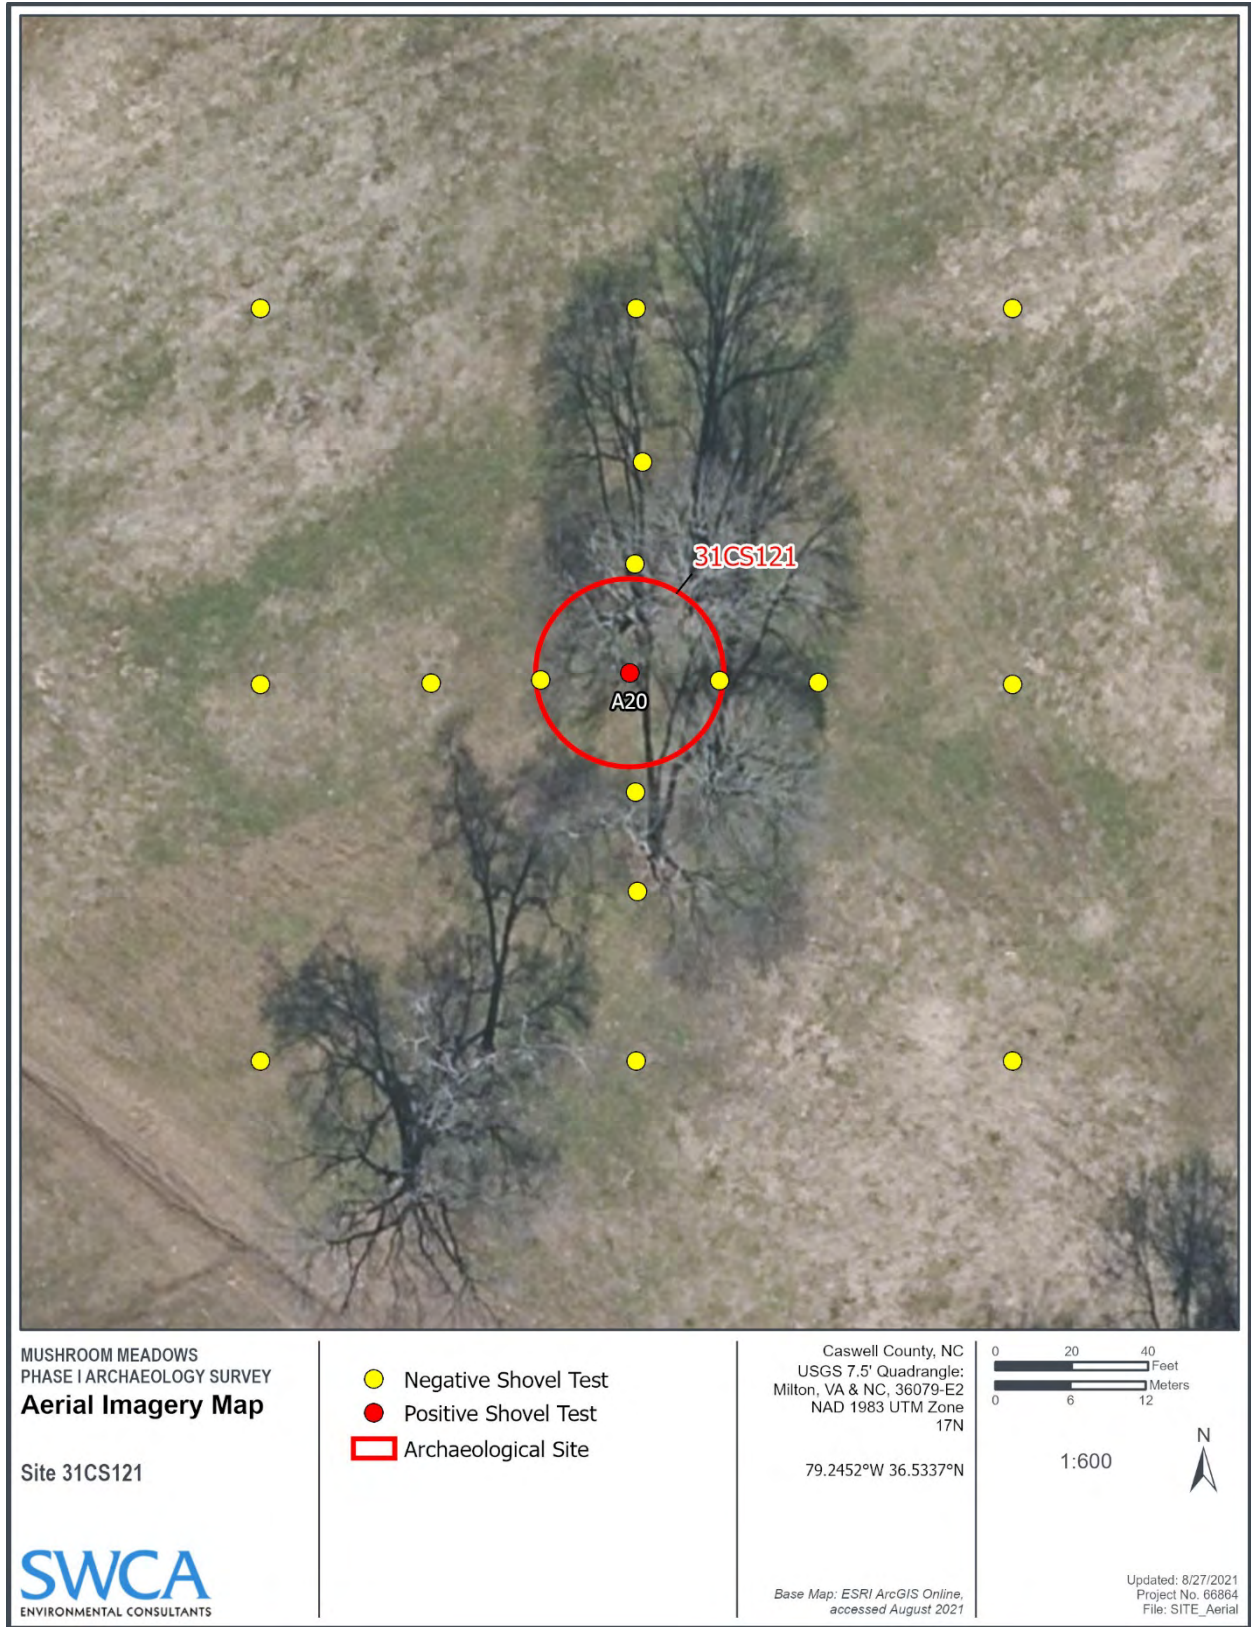 31CS121
A20
MUSHROOM MEADOWS
PHASE I ARCHAEOLOGY SURVEY
Aerial Imagery Map
Site 31CS121
SWCA
ENVIRONMENTAL CONSULTANTS
Negative Shovel Test
Positive Shovel Test
Archaeological Site
Caswell County, NC
USGS 7.5' Quadrangle:
Milton, VA & NC, 36079-E2
NAD 1983 UTM Zone
17N
79.2452°W 36.5337°N
Base Map: ESRI ArcGIS Online,
accessed August 2021
0 20 40
Feet
Meters
0 6 12
N
1:600
Updated: 8/27/2021
Project No. 66864
File: SITE_Aerial